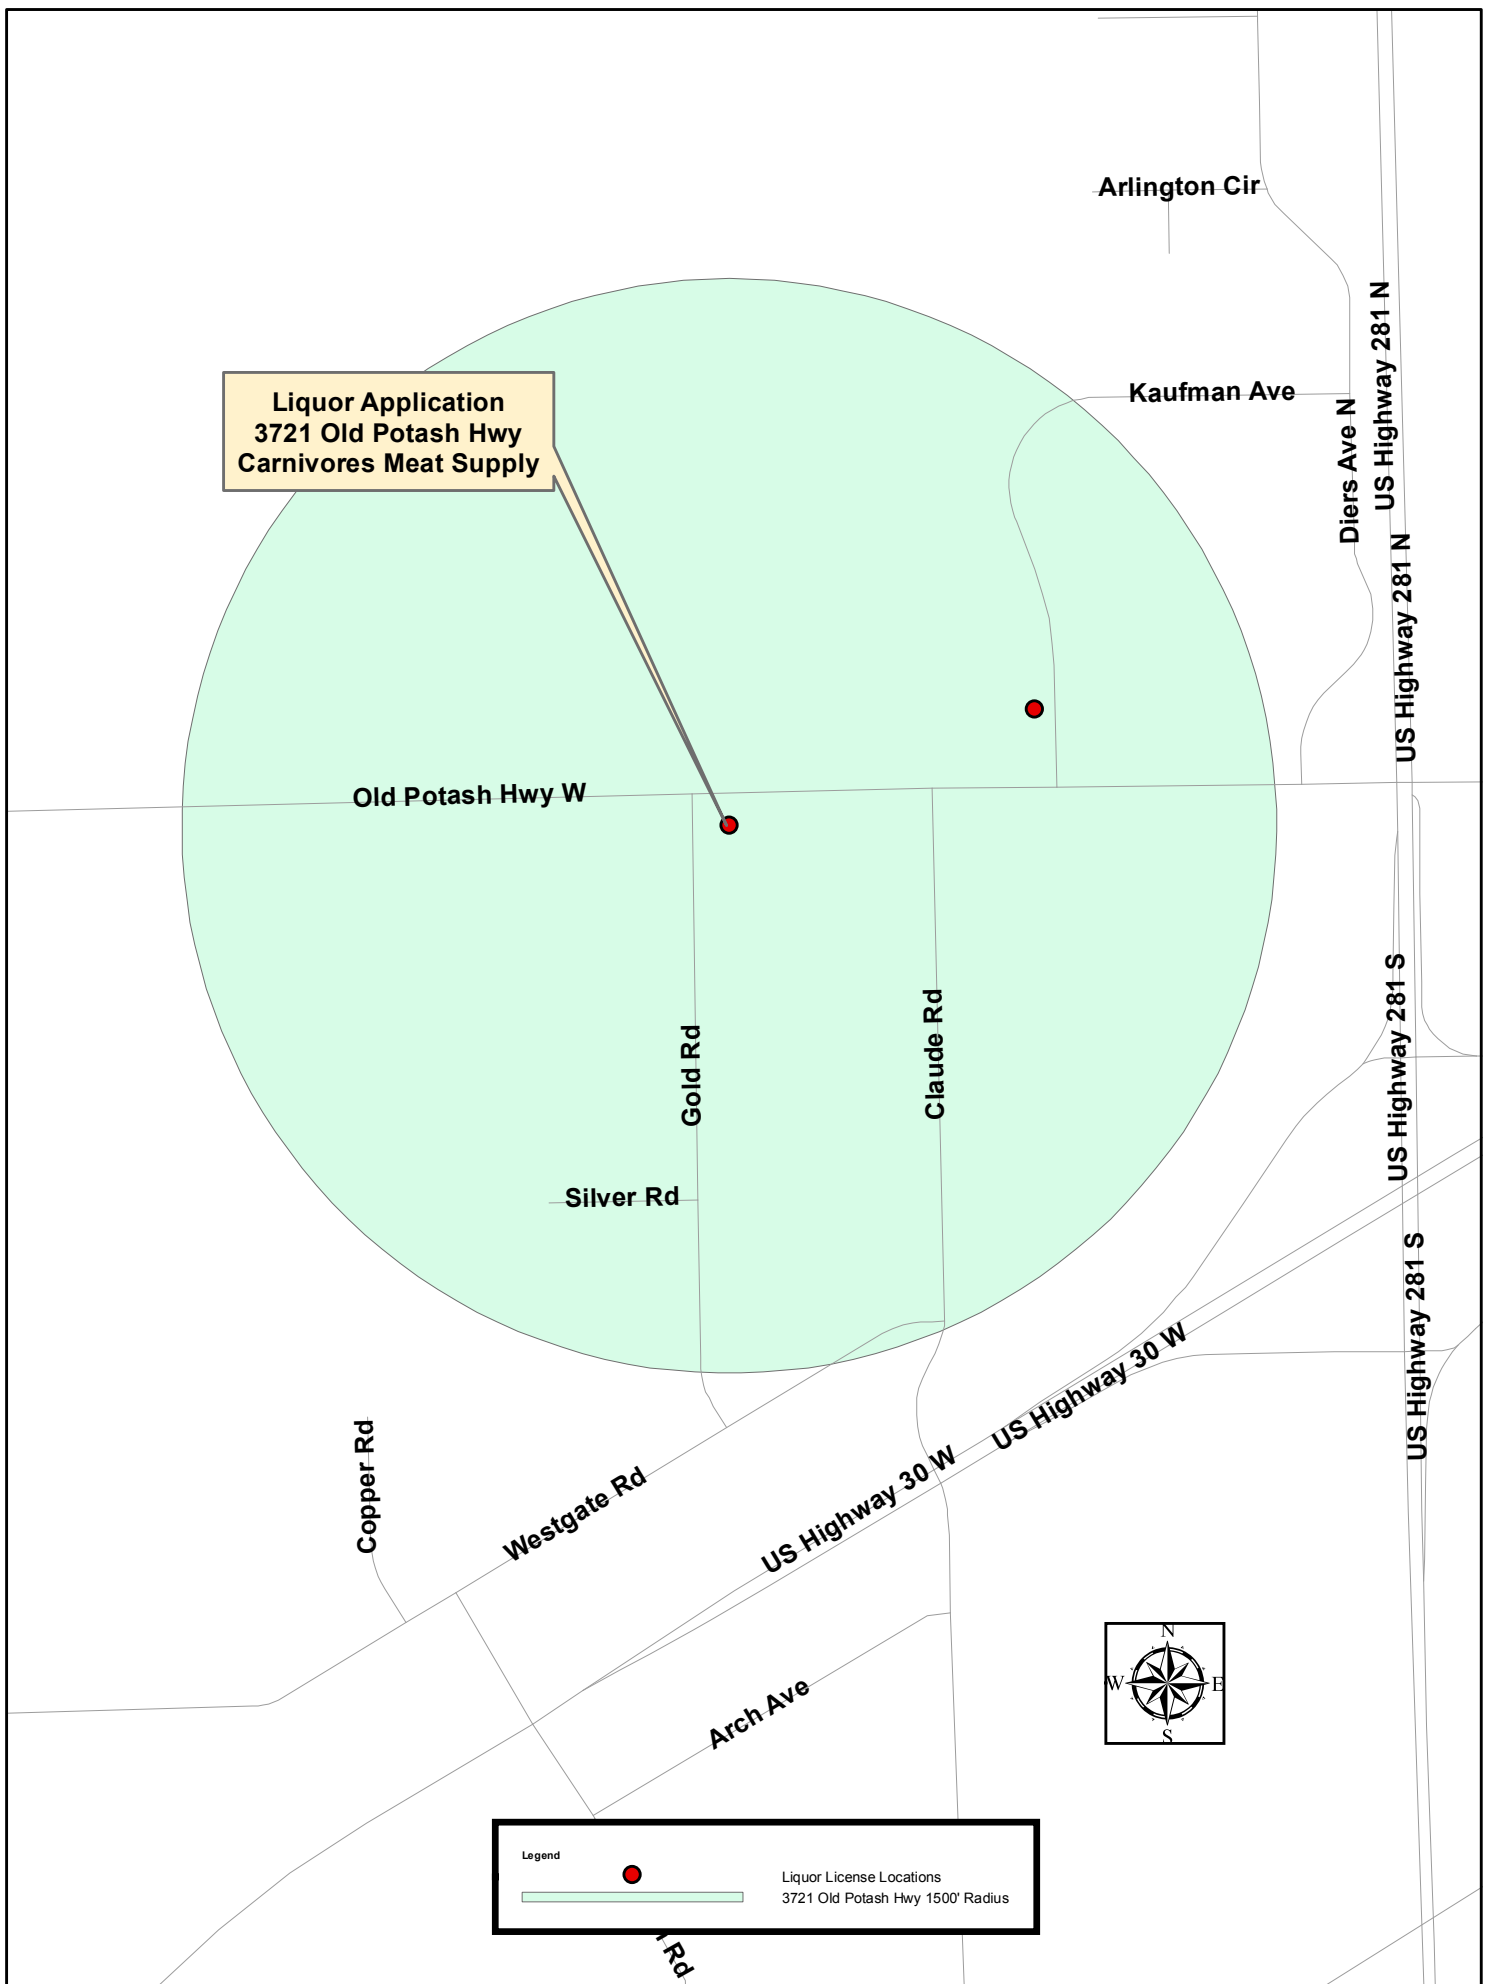 Arlington Cir
US Highway 281 N
Kaufman Ave
Diers Ave N
Liquor Application
3721 Old Potash Hwy
Carnivores Meat Supply
US Highway 281 N
Old Potash Hwy W
US Highway 281 S
Claude Rd
Gold Rd
Silver Rd
US Highway 281 S
US Highway 30 W
Copper Rd
US Highway 30 W
Westgate Rd
N
W
E
S
Arch Ave
Legend
Liquor License Locations
3721 Old Potash Hwy 1500' Radius
Rd